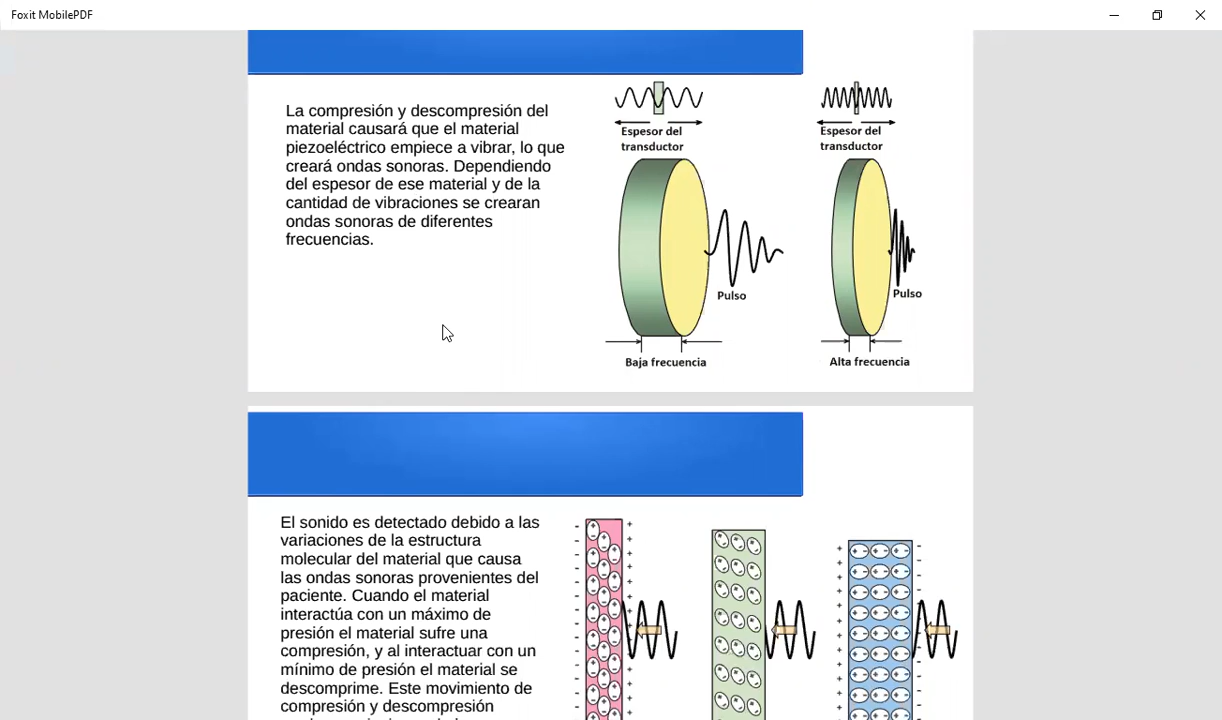 Foxit MobilePDF
La compresión y descompresión del
material causará que el material
piezoeléctrico empiece a vibrar, lo que
creará ondas sonoras. Dependiendo
del espesor de ese material y de la
cantidad de vibraciones se crearan
ondas sonoras de diferentes
frecuencias.
Espesor del
transductor
Pulso
Baja frecuencia
Espesor del
transductor
Pulso
Alta frecuencia
El sonido es detectado debido a las
variaciones de la estructura
molecular del material que causa
las ondas sonoras provenientes del
paciente. Cuando el material
interactúa con un máximo de
presión el material sufre una
compresión, y al interactuar con un
mínimo de presión el material se
descomprime. Este movimiento de
compresión y descompresión